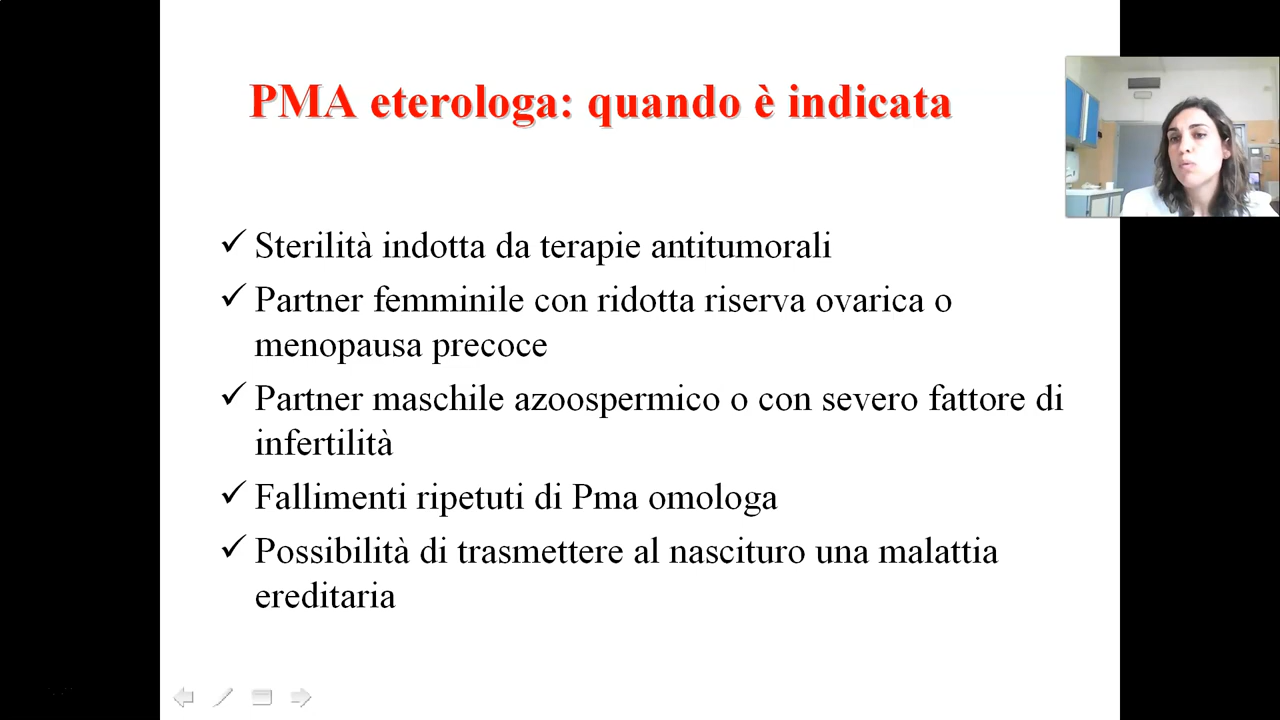 PMA eterologa: quando è indicata
Sterilità indotta da terapie antitumorali
Partner femminile con ridotta riserva ovarica o
menopausa precoce
Partner maschile azoospermico o con severo fattore di
infertilità
Fallimenti ripetuti di Pma omologa
Possibilità di trasmettere al nascituro una malattia
ereditaria